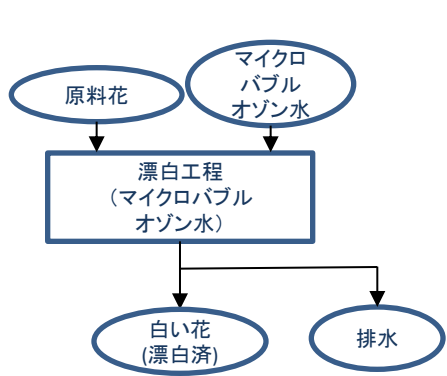 原料花
マイクロ
バブル
オゾン水
漂白工程
（マイクロバブル
オゾン水）
白い花
(漂白済)
排水